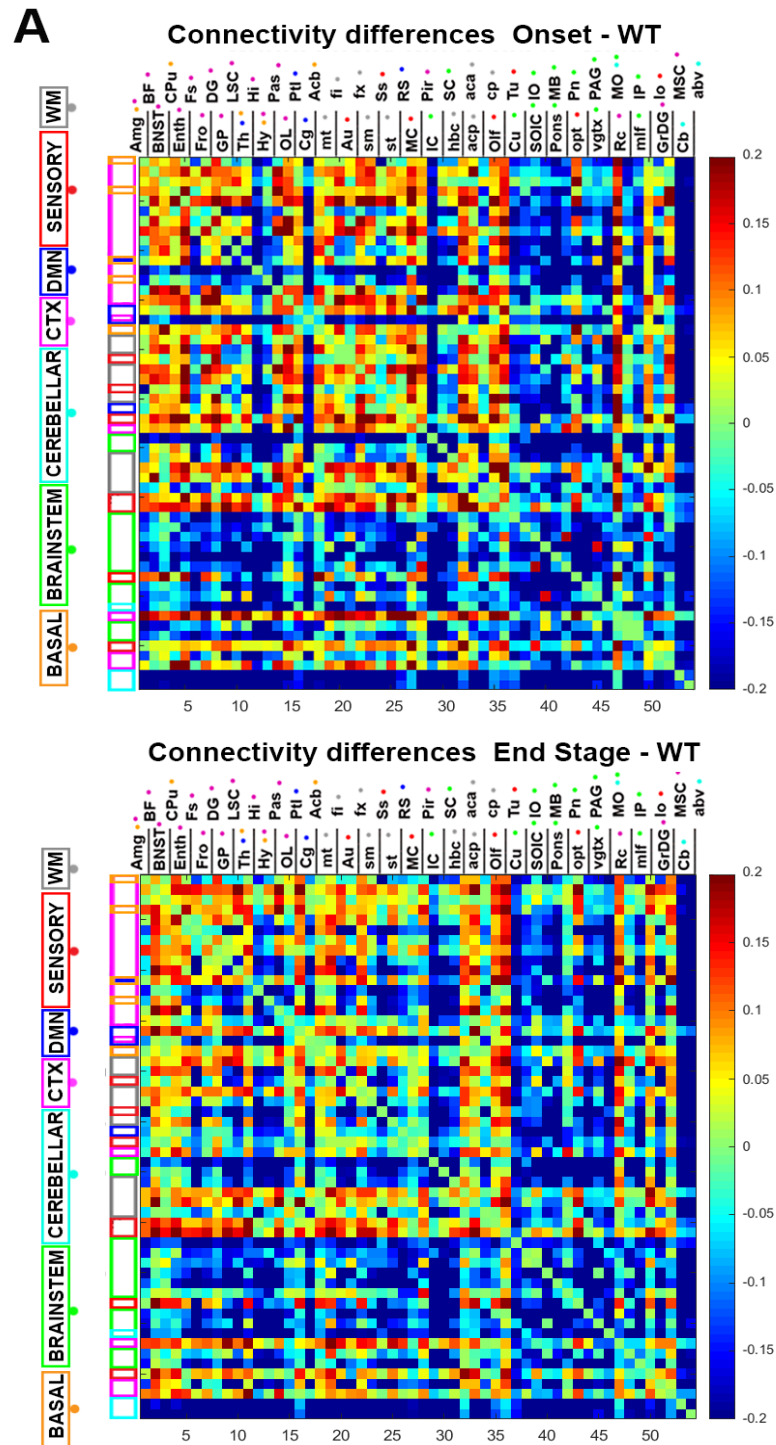 A
Connectivity differences Onset - WT
BF CPu Fs DG LSC Hi Pas Ptl Acb fi fx Ss RS Pir SC aca cp Tu IO MB Pn PAG MO IP lo MSC abv
Amg BNST Enth Fro GP Th Hy OL Cg mt Au sm st MC IC hbc acp Olf Cu SOIC Pons opt vgtx Rc mlf GrDG Cb
WM
SENSORY
DMN
CTX
CEREBELLAR
BRAINSTEM
BASAL
0.2
0.15
0.1
0.05
0
-0.05
-0.1
-0.15
-0.2
5 10 15 20 25 30 35 40 45 50
Connectivity differences End Stage - WT
BF CPu Fs DG LSC Hi Pas Ptl Acb fi fx Ss RS Pir SC aca cp Tu IO MB Pn PAG MO IP lo MSC abv
Amg BNST Enth Fro GP Th Hy OL Cg mt Au sm st MC IC hbc acp Olf Cu SOIC Pons opt vgtx Rc mlf GrDG Cb
WM
SENSORY
DMN
CTX
CEREBELLAR
BRAINSTEM
BASAL
0.2
0.15
0.1
0.05
0
-0.05
-0.1
-0.15
-0.2
5 10 15 20 25 30 35 40 45 50